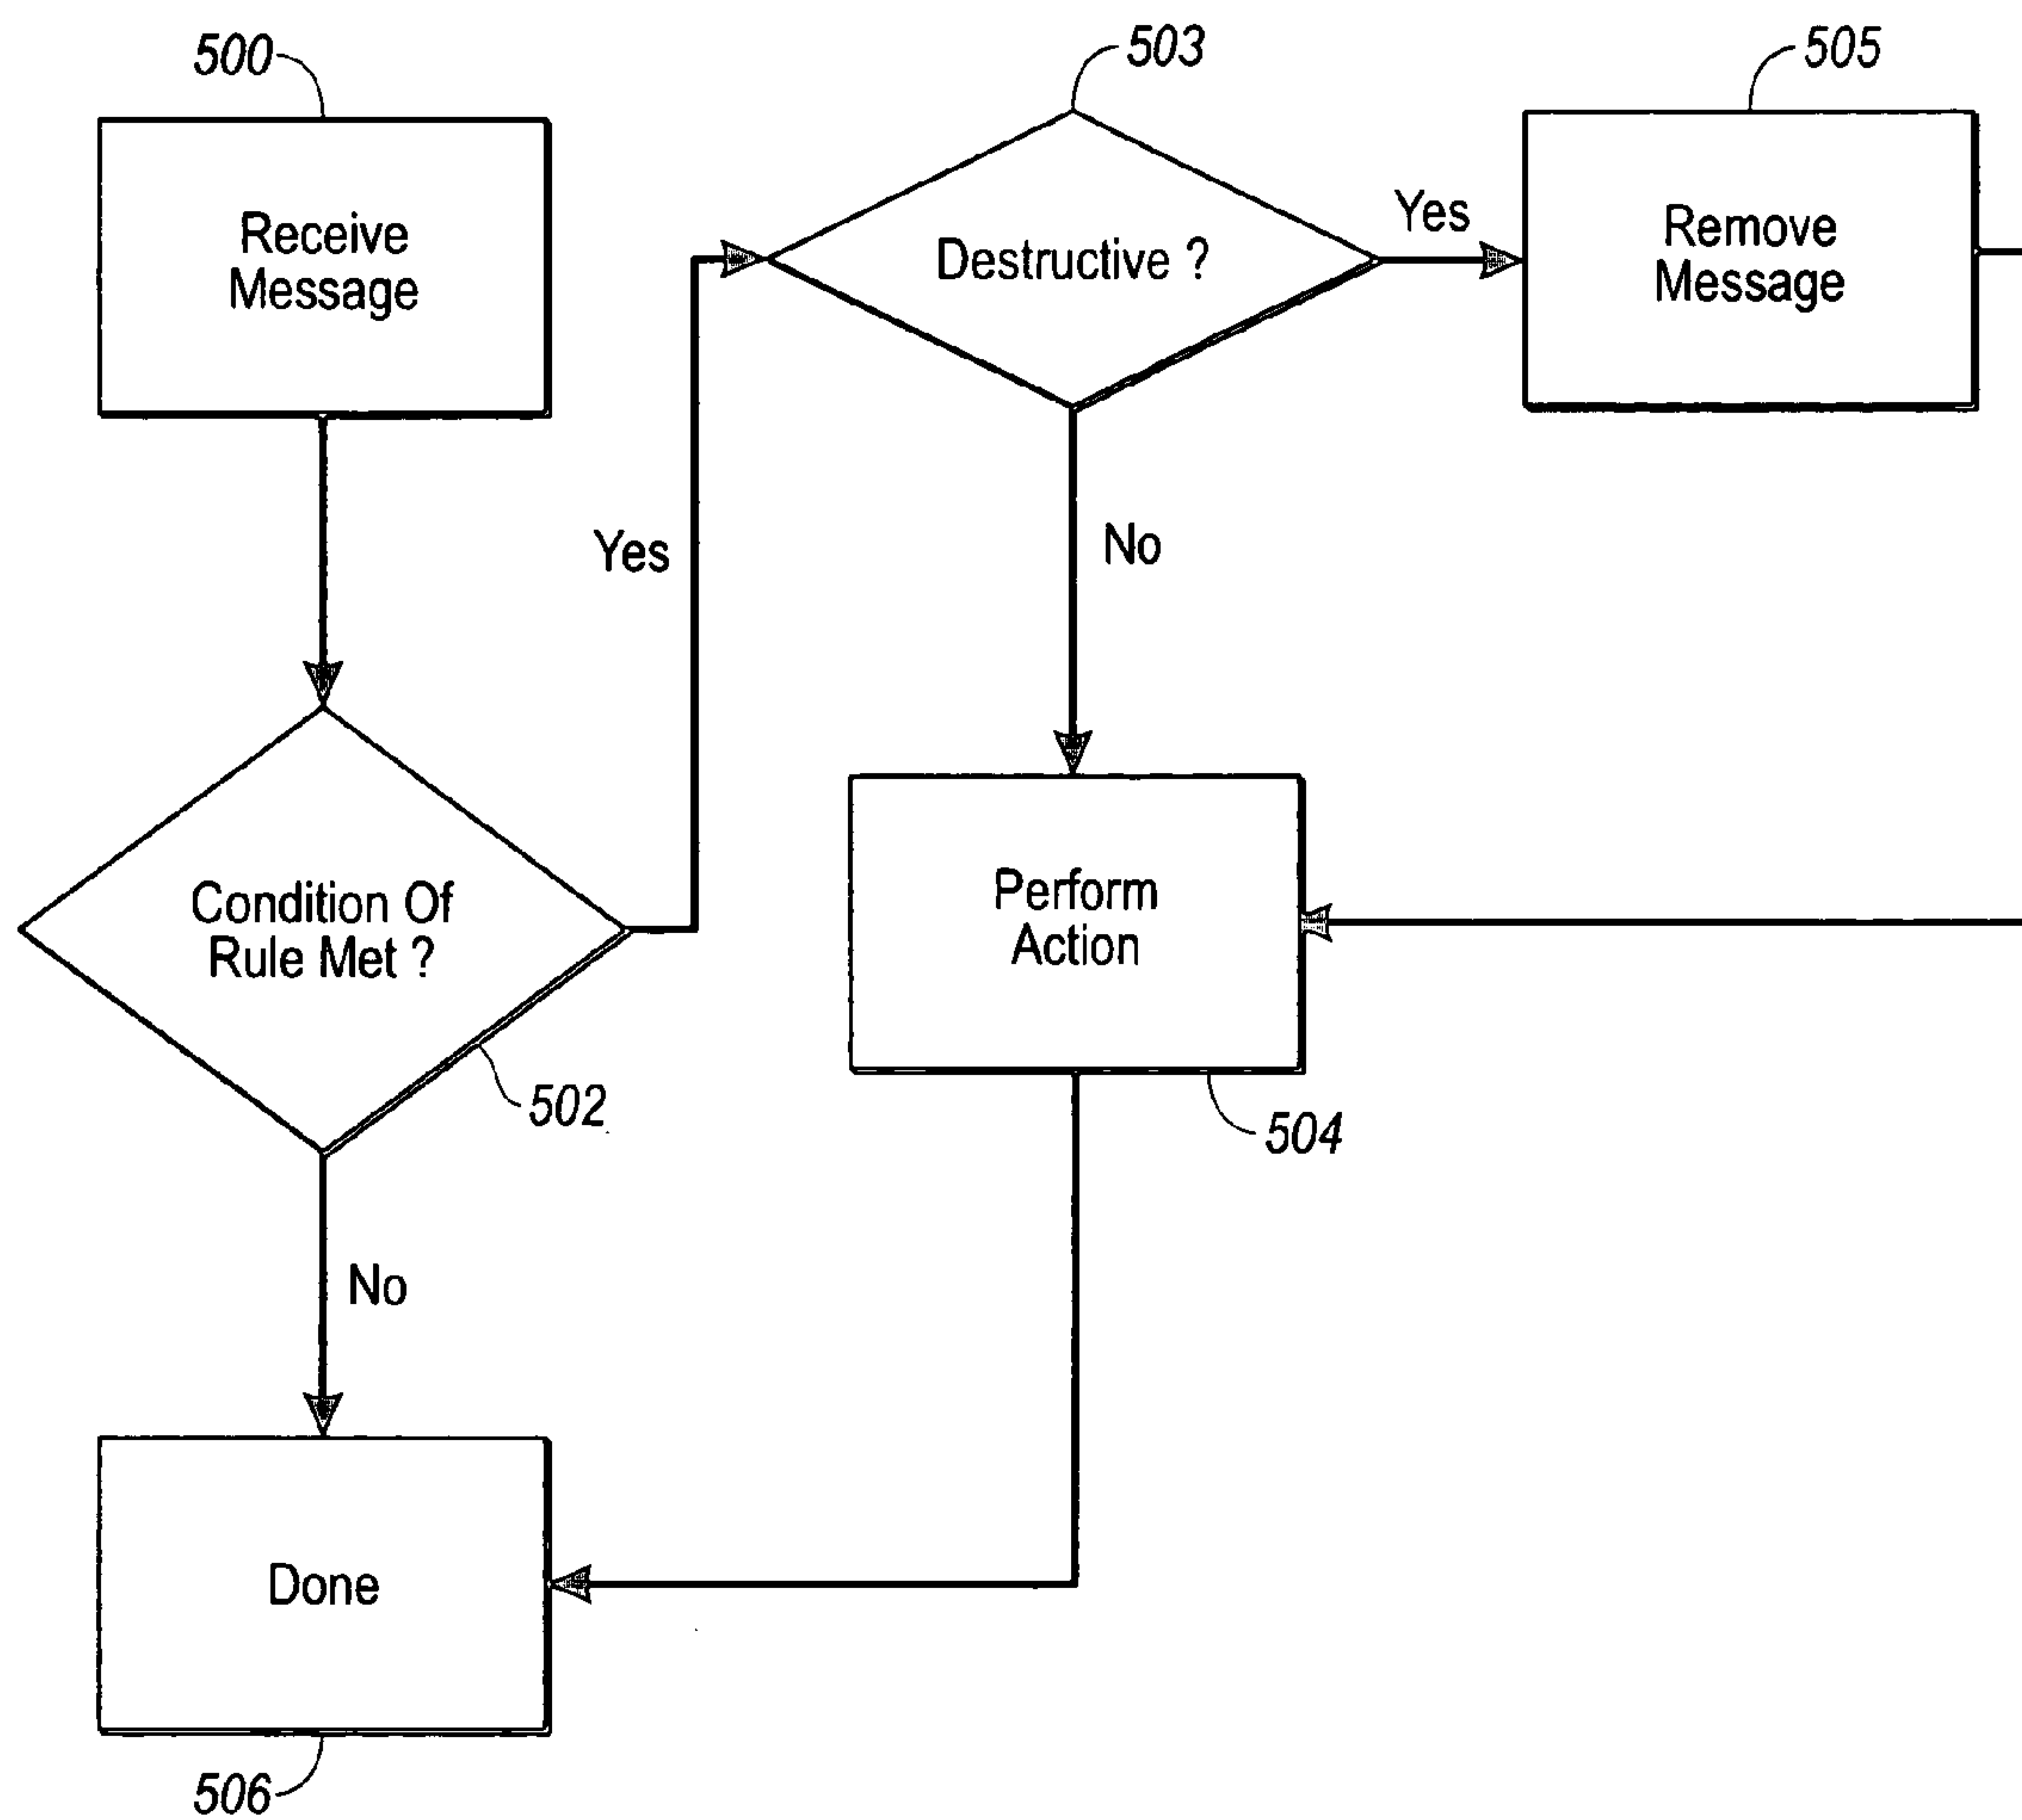 500
Receive
Message
503
Destructive ?
Yes
505
Remove
Message
Yes
No
Condition Of
Rule Met ?
502
Perform
Action
504
No
Done
506